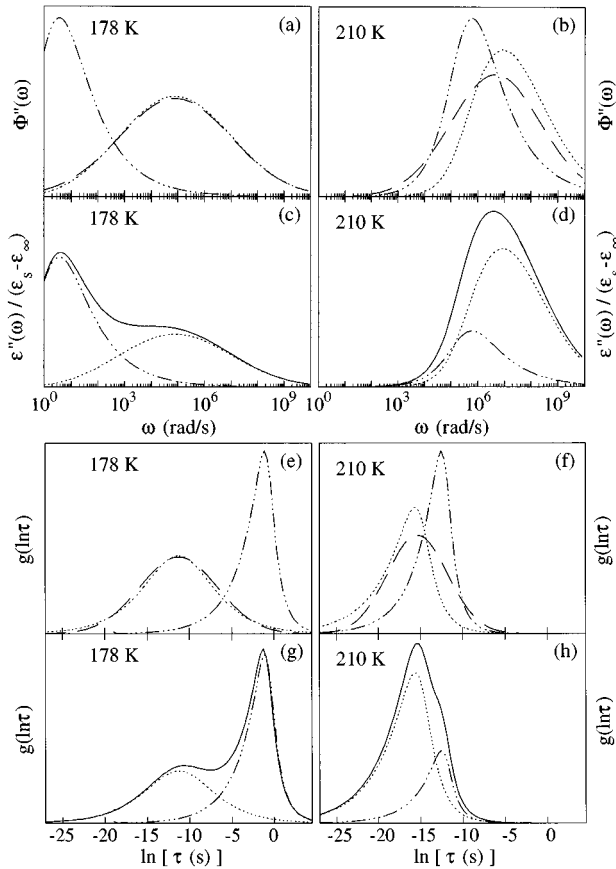 178 K (a)
210 K (b)
Φ"(ω)
Φ"(ω)
178 K (c)
210 K (d)
ε"(ω) / (εs-ε∞)
ε"(ω) / (εs-ε∞)
10^0 10^3 10^6 10^9
10^0 10^3 10^6 10^9
ω (rad/s)
ω (rad/s)
178 K (e)
210 K (f)
g(lnτ)
g(lnτ)
178 K (g)
210 K (h)
g(lnτ)
g(lnτ)
-25 -20 -15 -10 -5 0
-25 -20 -15 -10 -5 0
ln [ τ (s) ]
ln [ τ (s) ]